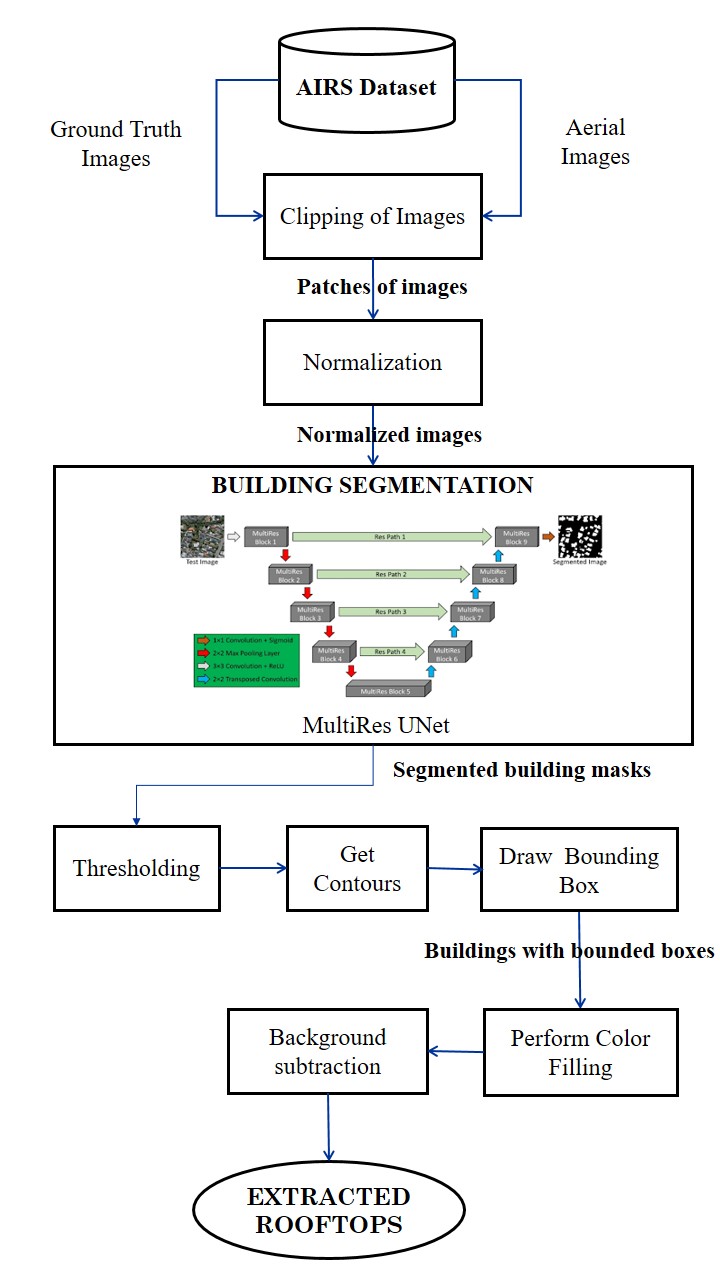 AIRS Dataset
Ground Truth
Images
Aerial
Images
Clipping of Images
Patches of images
Normalization
Normalized images
BUILDING SEGMENTATION
Test Image
MultiRes
Block 1
Res Path 1
MultiRes
Block 9
Segmented Image
MultiRes
Block 2
Res Path 2
MultiRes
Block 8
MultiRes
Block 3
Res Path 3
MultiRes
Block 7
MultiRes
Block 4
Res Path 4
MultiRes
Block 6
MultiRes Block 5
1×1 Convolution + Sigmoid
2×2 Max Pooling Layer
3×3 Convolution + ReLU
2×2 Transposed Convolution
MultiRes UNet
Segmented building masks
Thresholding
Get
Contours
Draw Bounding
Box
Buildings with bounded boxes
Background
subtraction
Perform Color
Filling
EXTRACTED
ROOFTOPS